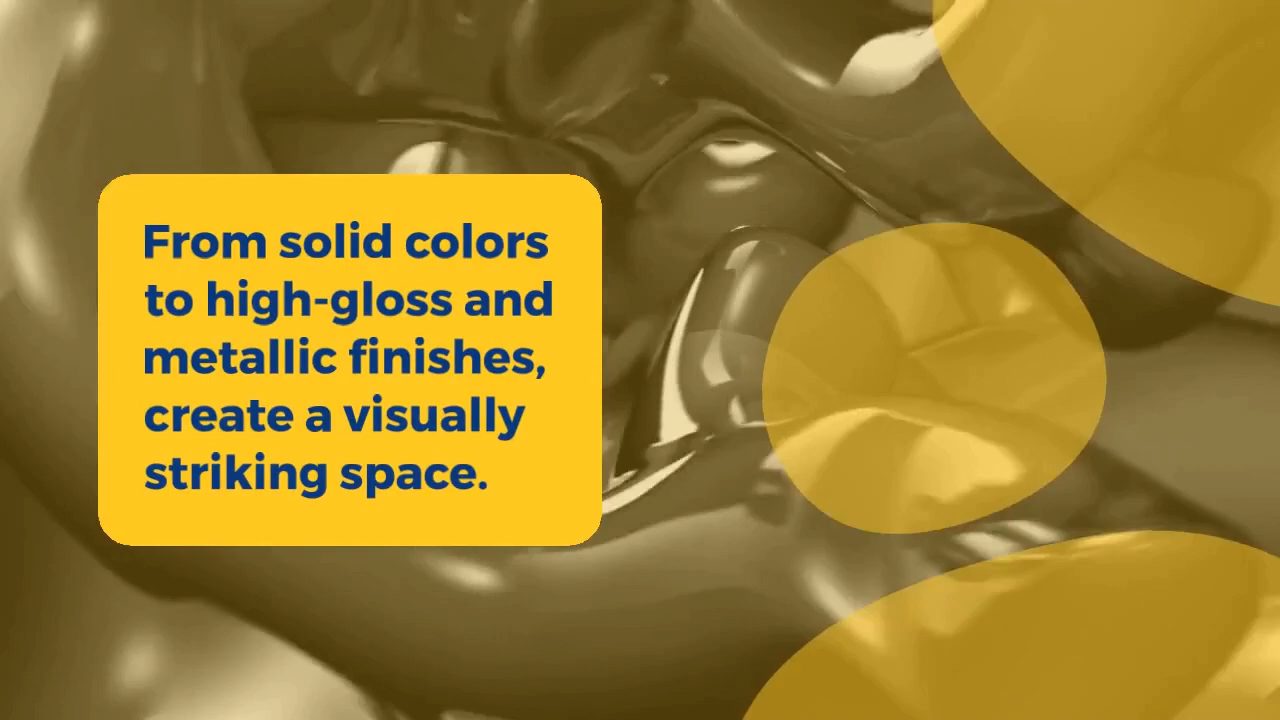 From solid colors
to high-gloss and
metallic finishes,
create a visually
striking space.